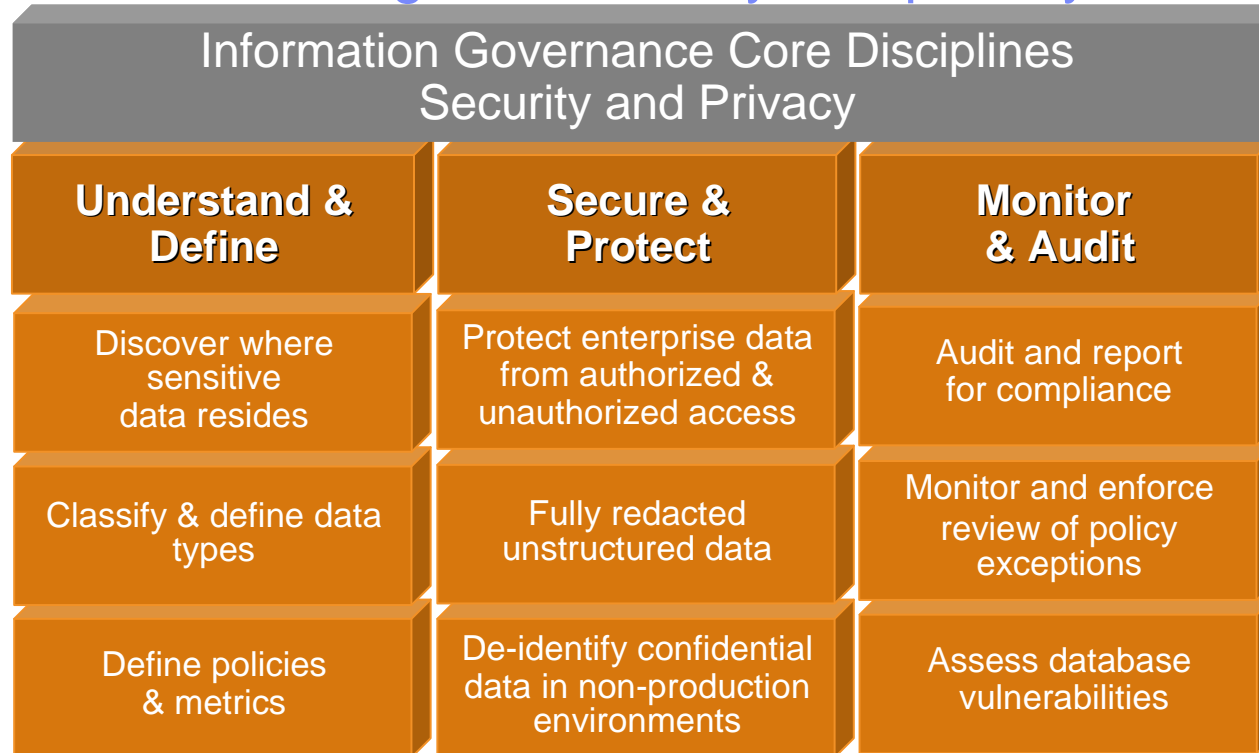 Information Governance Core Disciplines
Security and Privacy
Understand &
Define
Secure &
Protect
Monitor
& Audit
Discover where
sensitive
data resides
Protect enterprise data
from authorized &
unauthorized access
Audit and report
for compliance
Classify & define data
types
Fully redacted
unstructured data
Monitor and enforce
review of policy
exceptions
Define policies
& metrics
De-identify confidential
data in non-production
environments
Assess database
vulnerabilities